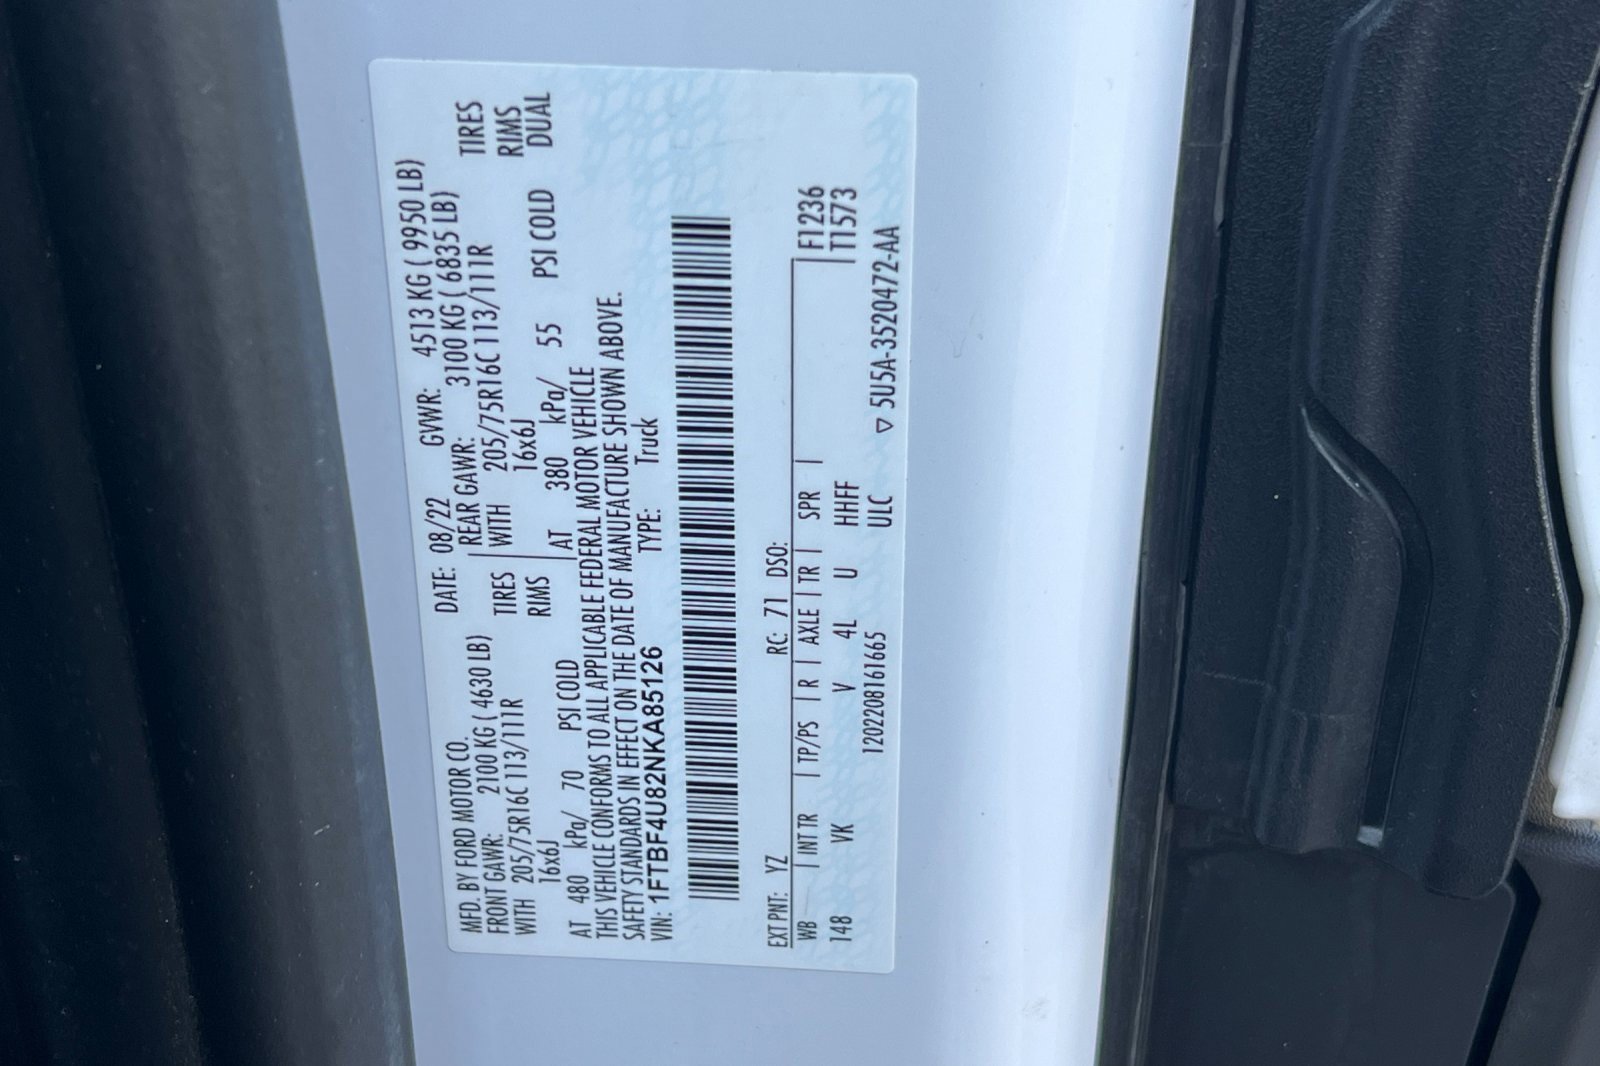 MFD. BY FORD MOTOR CO. DATE: 08/22 GVWR: 4513 KG ( 9950 LB)
FRONT GAWR: 2100 KG ( 4630 LB) REAR GAWR: 3100 KG ( 6835 LB)
WITH 205/75R16C 113/111R TIRES WITH 205/75R16C 113/111R TIRES
16x6J RIMS 16x6J RIMS
AT 480 kPa/ 70 PSI COLD AT 380 kPa/ 55 PSI COLD DUAL
THIS VEHICLE CONFORMS TO ALL APPLICABLE FEDERAL MOTOR VEHICLE
SAFETY STANDARDS IN EFFECT ON THE DATE OF MANUFACTURE SHOWN ABOVE.
VIN: 1FTBF4U82NKA85126 TYPE: Truck
EXT PNT: YZ RC: 71 DSO:
WB INT TR TP/PS R AXLE TR SPR F1236
148 VK V 4L U HHFF T1573
1202208161665 ULC ▽ 5U5A-3520472-AA